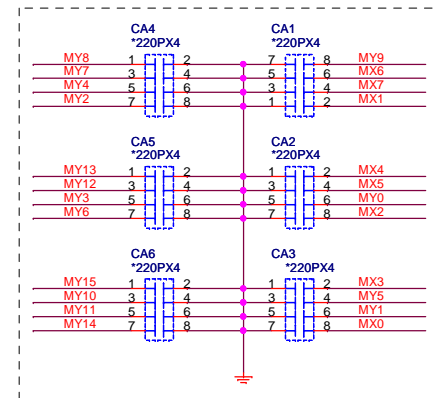 CA4 CA1
*220PX4 *220PX4
MY8 1 2 7 8 MY9
MY7 3 4 5 6 MX6
MY4 5 6 3 4 MX7
MY2 7 8 1 2 MX1
CA5 CA2
*220PX4 *220PX4
MY13 1 2 1 2 MX4
MY12 3 4 3 4 MX5
MY3 5 6 5 6 MY0
MY6 7 8 7 8 MX2
CA6 CA3
*220PX4 *220PX4
MY15 1 2 1 2 MX3
MY10 3 4 3 4 MY5
MY11 5 6 5 6 MY1
MY14 7 8 7 8 MX0